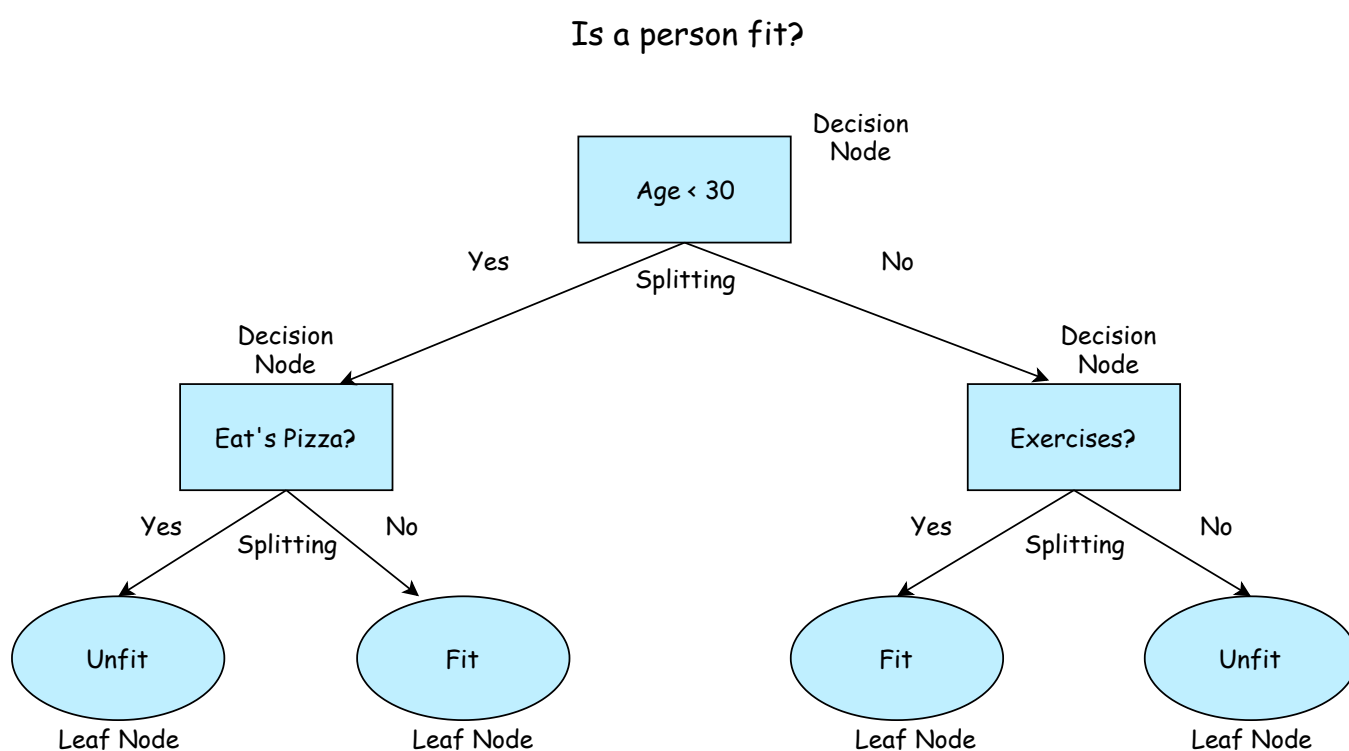 Is a person fit?
Decision
Node
Age < 30
Yes
No
Splitting
Decision
Node
Decision
Node
Eat's Pizza?
Exercises?
Yes
No
Splitting
Yes
No
Splitting
Unfit
Fit
Fit
Unfit
Leaf Node
Leaf Node
Leaf Node
Leaf Node